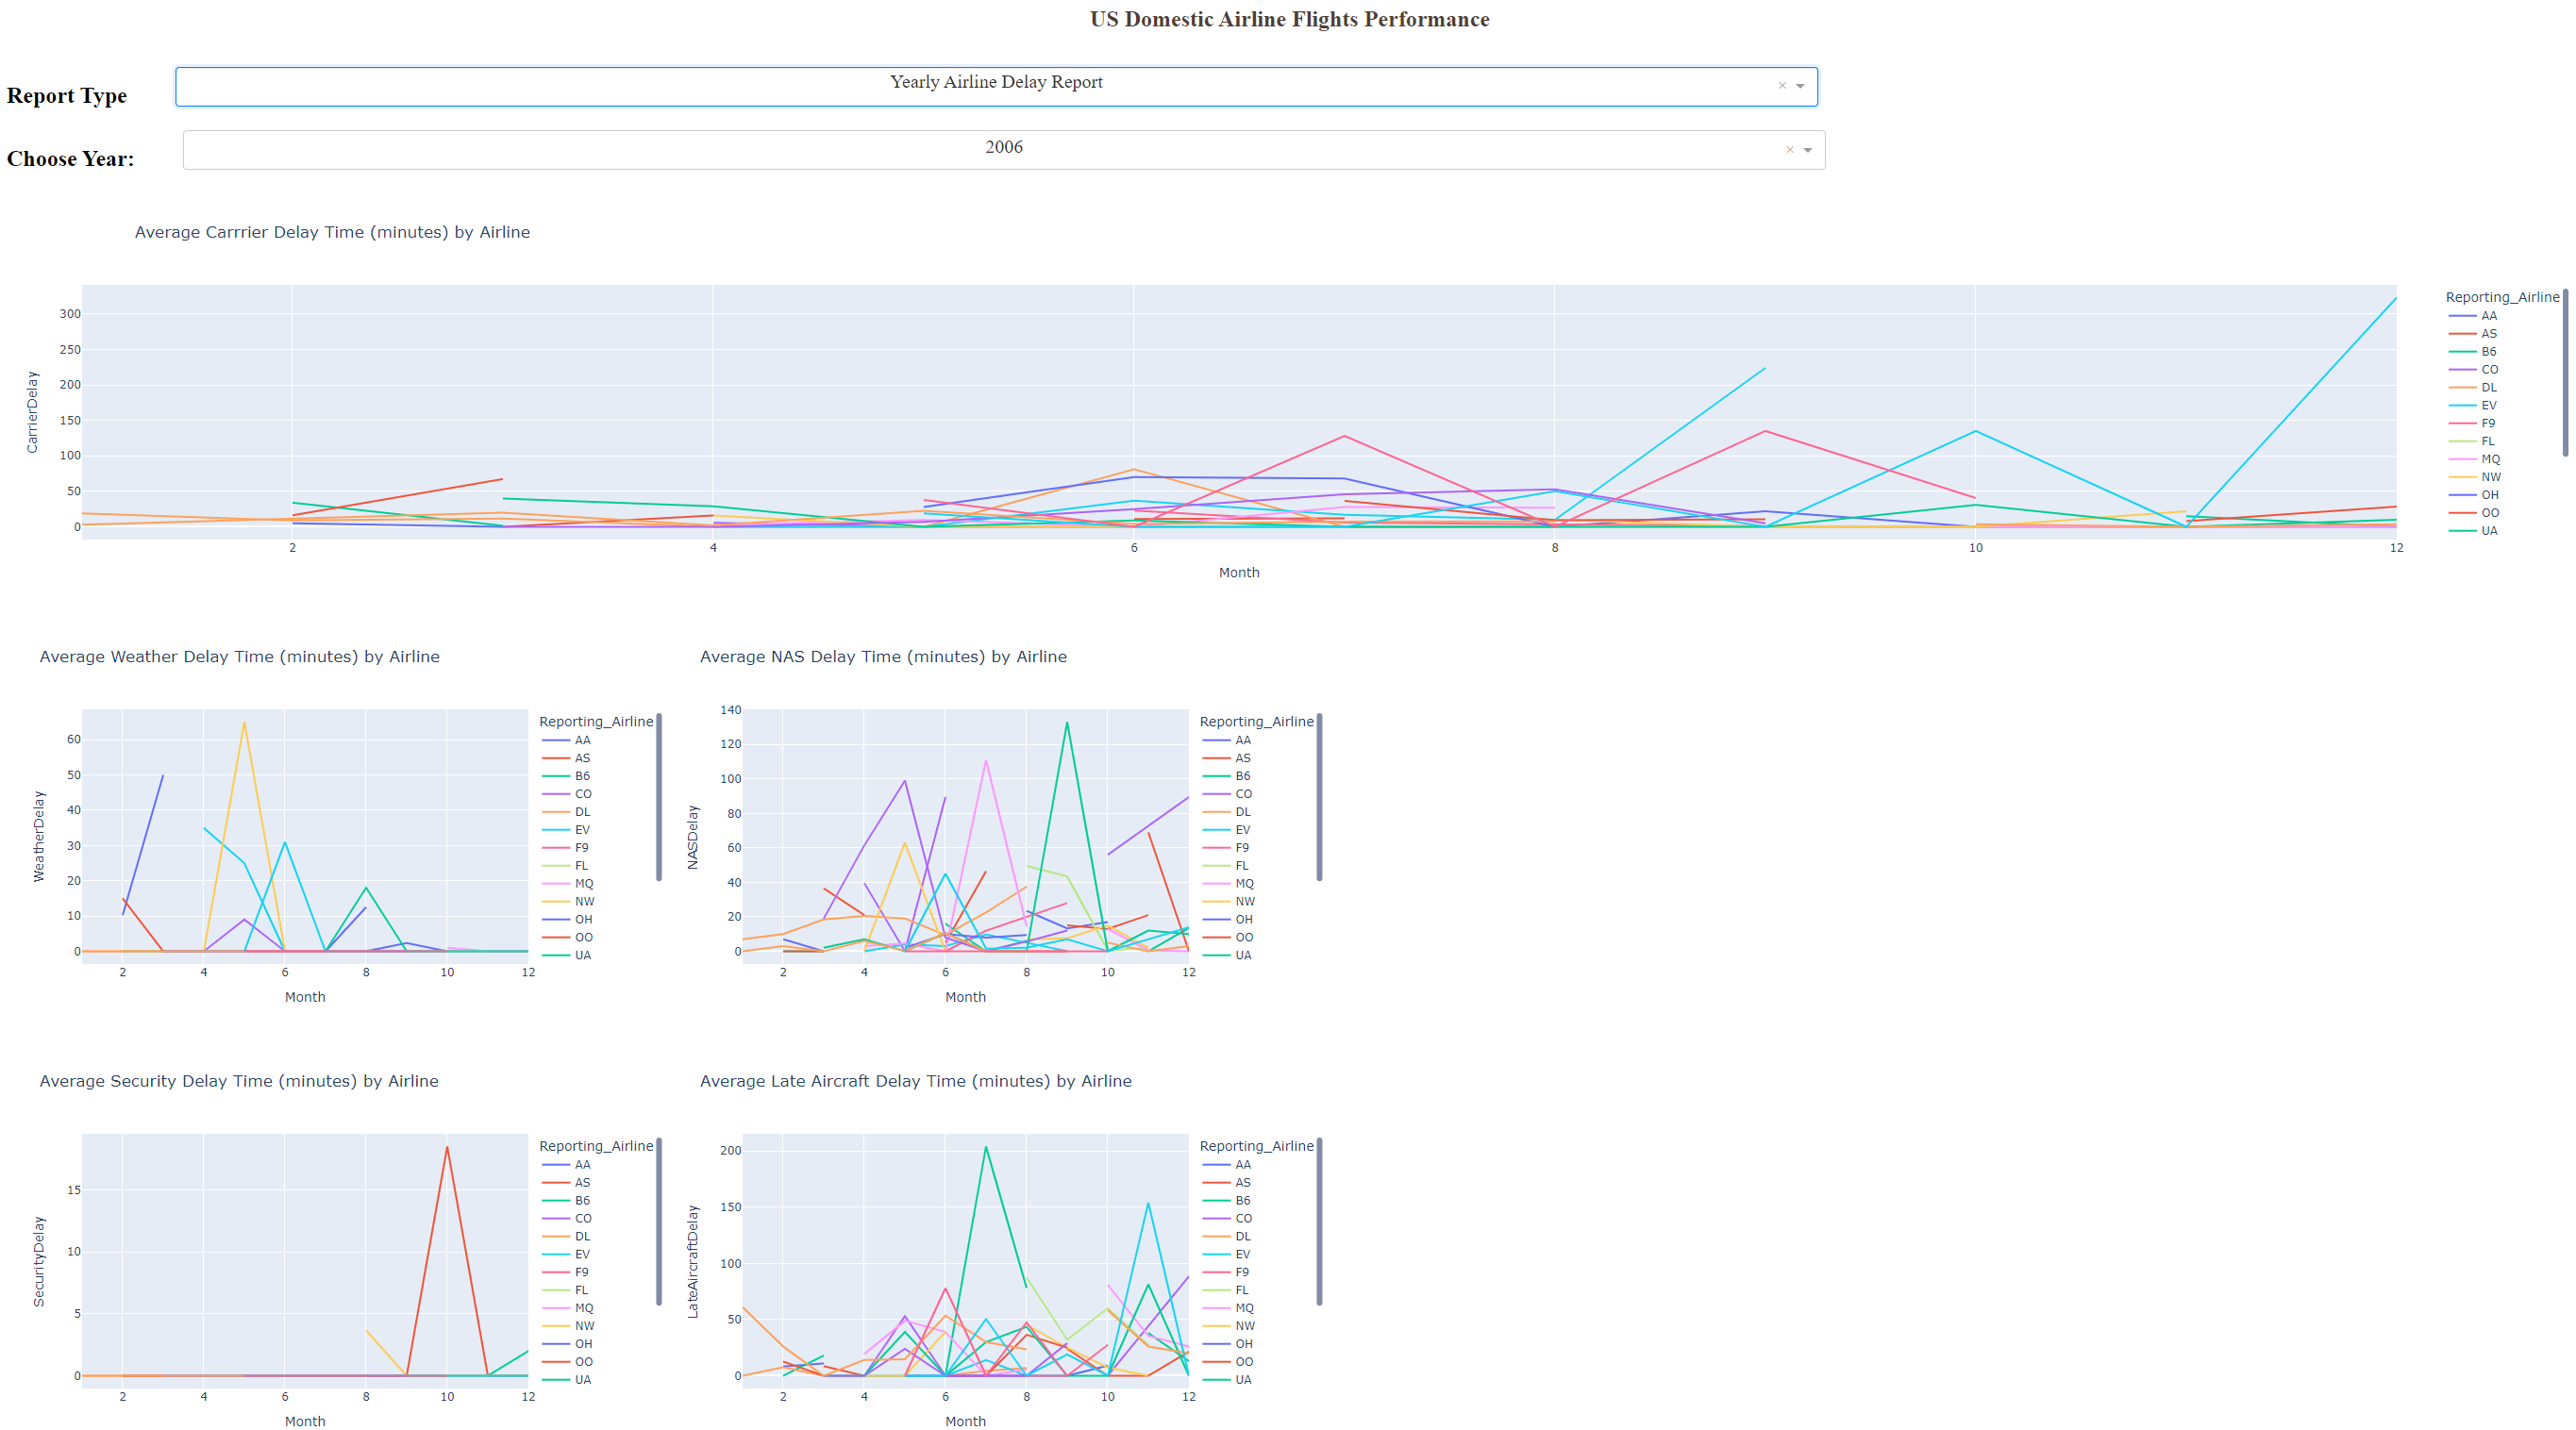 US Domestic Airline Flights Performance
Report Type
Yearly Airline Delay Report
× 
Choose Year:
2006
×
Average Carrrier Delay Time (minutes) by Airline
CarrierDelay
300
250
200
150
100
50
0
2 4 6 8 10 12
Month
Reporting_Airline
AA
AS
B6
CO
DL
EV
F9
FL
MQ
NW
OH
OO
UA
Average Weather Delay Time (minutes) by Airline
WeatherDelay
60
50
40
30
20
10
0
2 4 6 8 10 12
Month
Reporting_Airline
AA
AS
B6
CO
DL
EV
F9
FL
MQ
NW
OH
OO
UA
Average NAS Delay Time (minutes) by Airline
NASDelay
140
120
100
80
60
40
20
0
2 4 6 8 10 12
Month
Reporting_Airline
AA
AS
B6
CO
DL
EV
F9
FL
MQ
NW
OH
OO
UA
Average Security Delay Time (minutes) by Airline
SecurityDelay
15
10
5
0
2 4 6 8 10 12
Month
Reporting_Airline
AA
AS
B6
CO
DL
EV
F9
FL
MQ
NW
OH
OO
UA
Average Late Aircraft Delay Time (minutes) by Airline
LateAircraftDelay
200
150
100
50
0
2 4 6 8 10 12
Month
Reporting_Airline
AA
AS
B6
CO
DL
EV
F9
FL
MQ
NW
OH
OO
UA